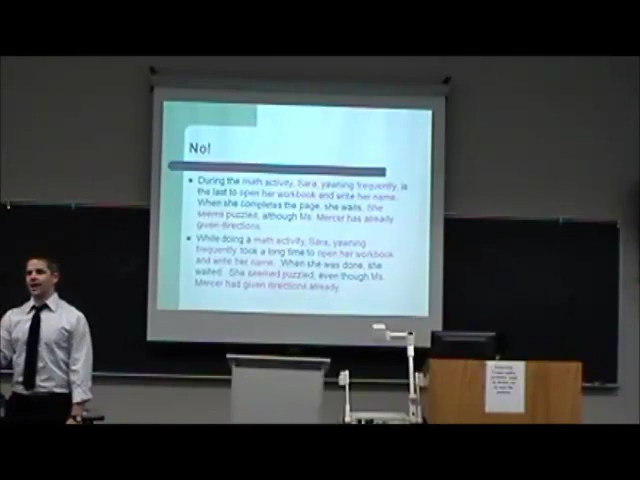 No!
• During the math activity, Sara, yawning frequently, is
the last to open her workbook and write her name.
When she completes the page, she waits. She
seems puzzled, although Ms. Mercer has already
given directions.
• While doing a math activity, Sara, yawning
frequently took a long time to open her workbook
and write her name. When she was done, she
waited. She seemed puzzled, even though Ms.
Mercer had given directions already.